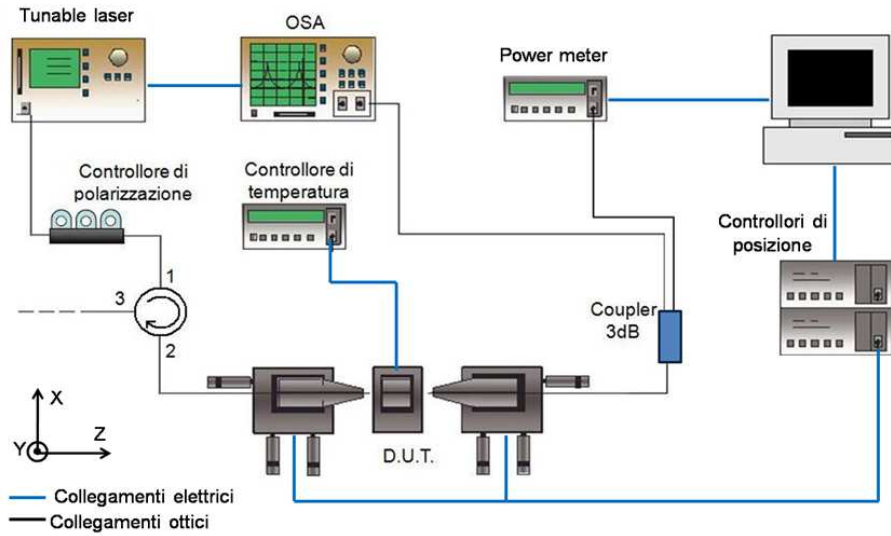 Tunable laser
OSA
Power meter
Controllore di
polarizzazione
Controllore di
temperatura
Controllori di
posizione
1
3
2
Coupler
3dB
X
Y
Z
D.U.T.
Collegamenti elettrici
Collegamenti ottici